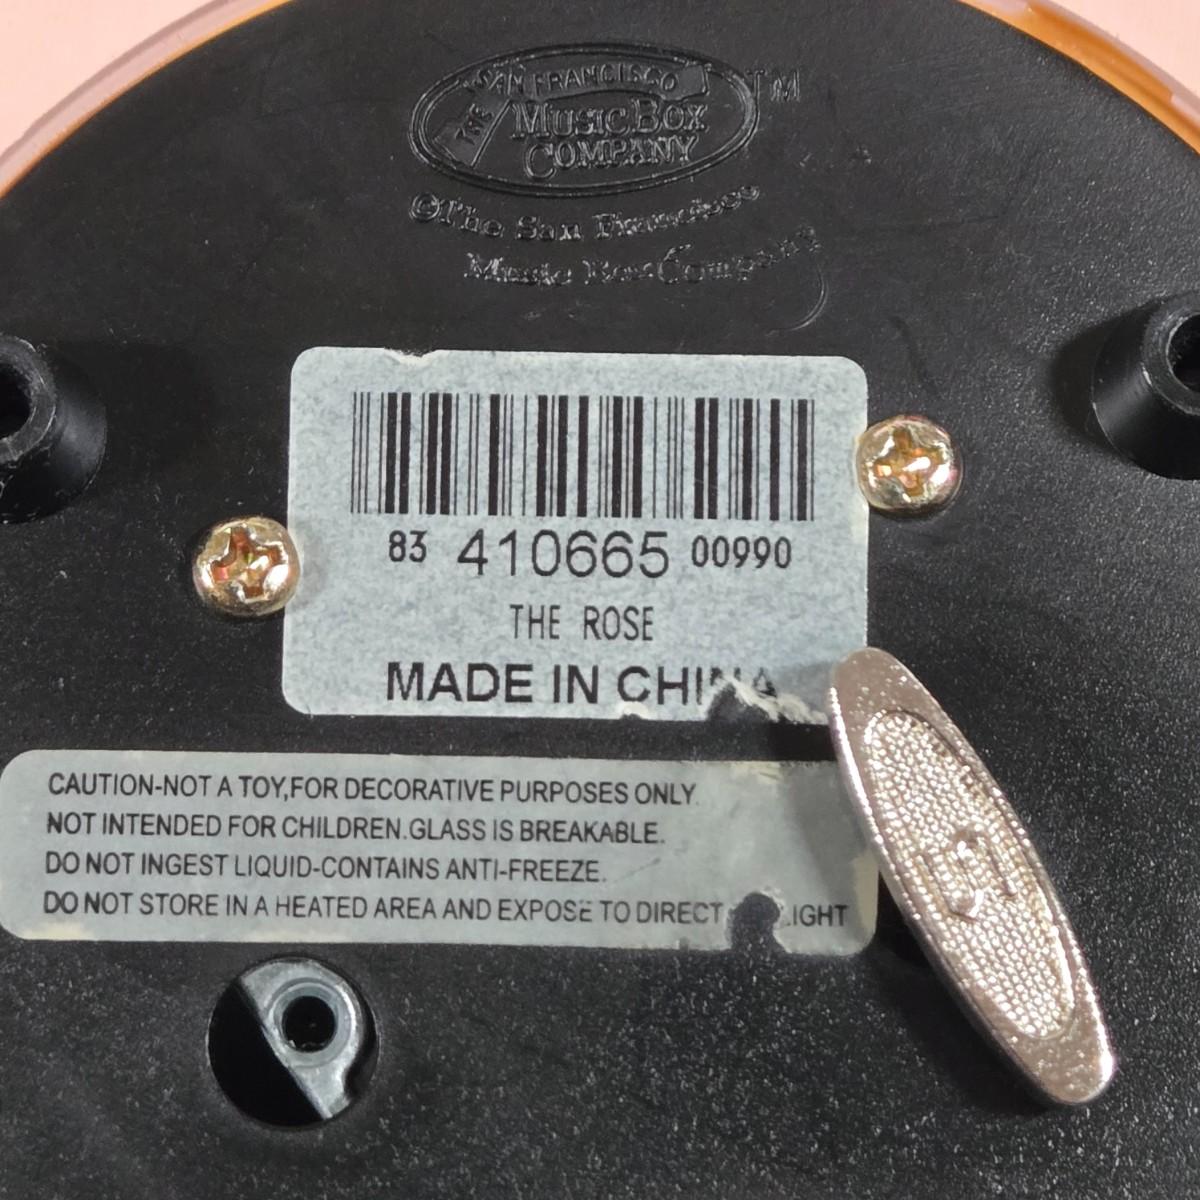 THE SAN FRANCISCO
MUSIC BOX
COMPANY
TM
©The San Francisco
Music Box Company
83 410665 00990
THE ROSE
MADE IN CHINA
CAUTION-NOT A TOY,FOR DECORATIVE PURPOSES ONLY.
NOT INTENDED FOR CHILDREN.GLASS IS BREAKABLE.
DO NOT INGEST LIQUID-CONTAINS ANTI-FREEZE.
DO NOT STORE IN A HEATED AREA AND EXPOSE TO DIRECT LIGHT